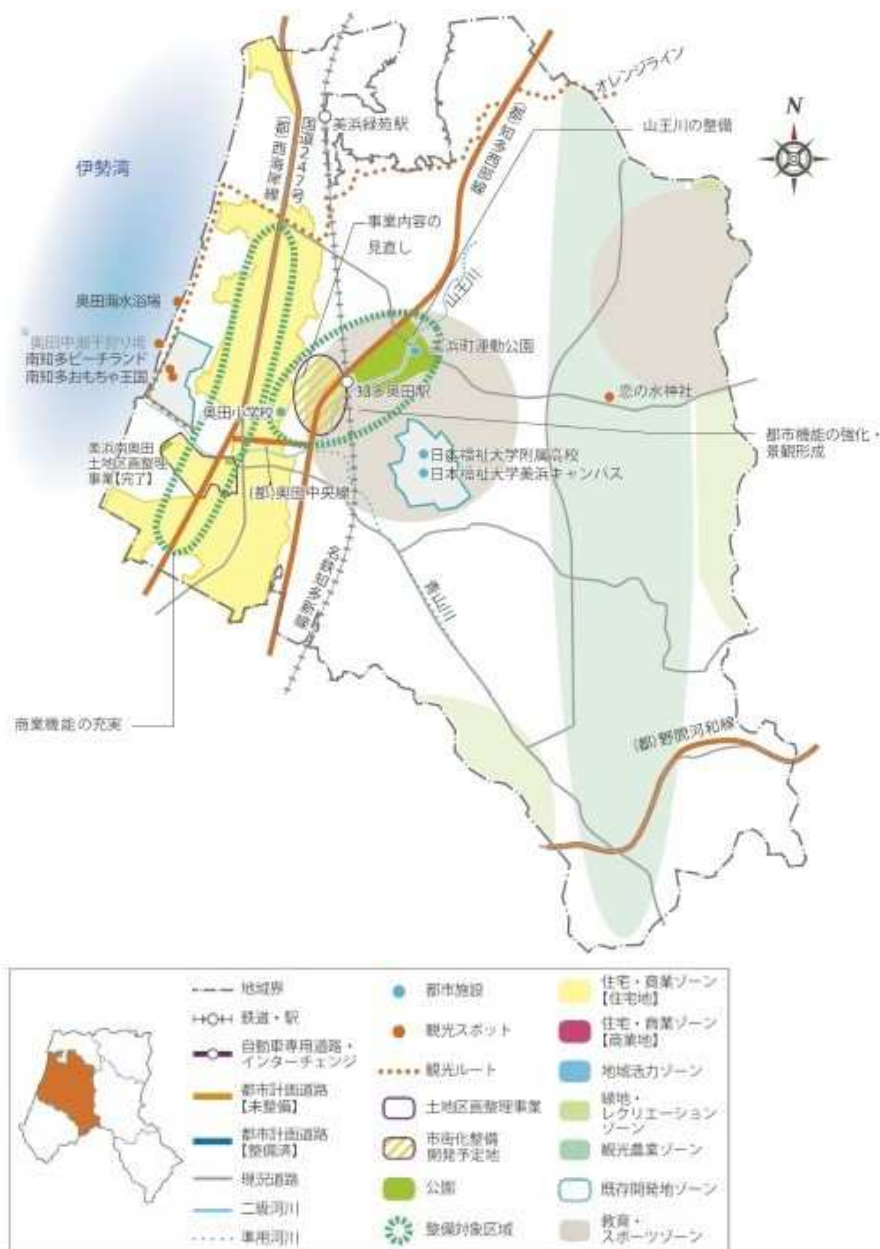 オレンジライン
N
美浜緑苑駅
山王川の整備
(都)西海岸線
国道247号
(都)知多西部線
伊勢湾
事業内容の
見直し
山王川
奥田海水浴場
奥田中瀬干狩り場
南知多ビーチランド
南知多おもちゃ王国
美浜町運動公園
知多奥田駅
恋の水神社
奥田小学校
都市機能の強化・
景観形成
美浜南奥田
土地区画整理
事業【完了】
日本福祉大学附属高校
日本福祉大学美浜キャンパス
(都)奥田中央線
名鉄知多新線
青山川
商業機能の充実
(都)野間河和線
地域界
鉄道・駅
自動車専用道路・
インターチェンジ
都市計画道路
【未整備】
都市計画道路
【整備済】
現況道路
二級河川
準用河川
都市施設
観光スポット
観光ルート
土地区画整理事業
市街化整備
開発予定地
公園
整備対象区域
住宅・商業ゾーン
【住宅地】
住宅・商業ゾーン
【商業地】
地域活力ゾーン
緑地・
レクリエーション
ゾーン
観光農業ゾーン
既存開発地ゾーン
教育・
スポーツゾーン